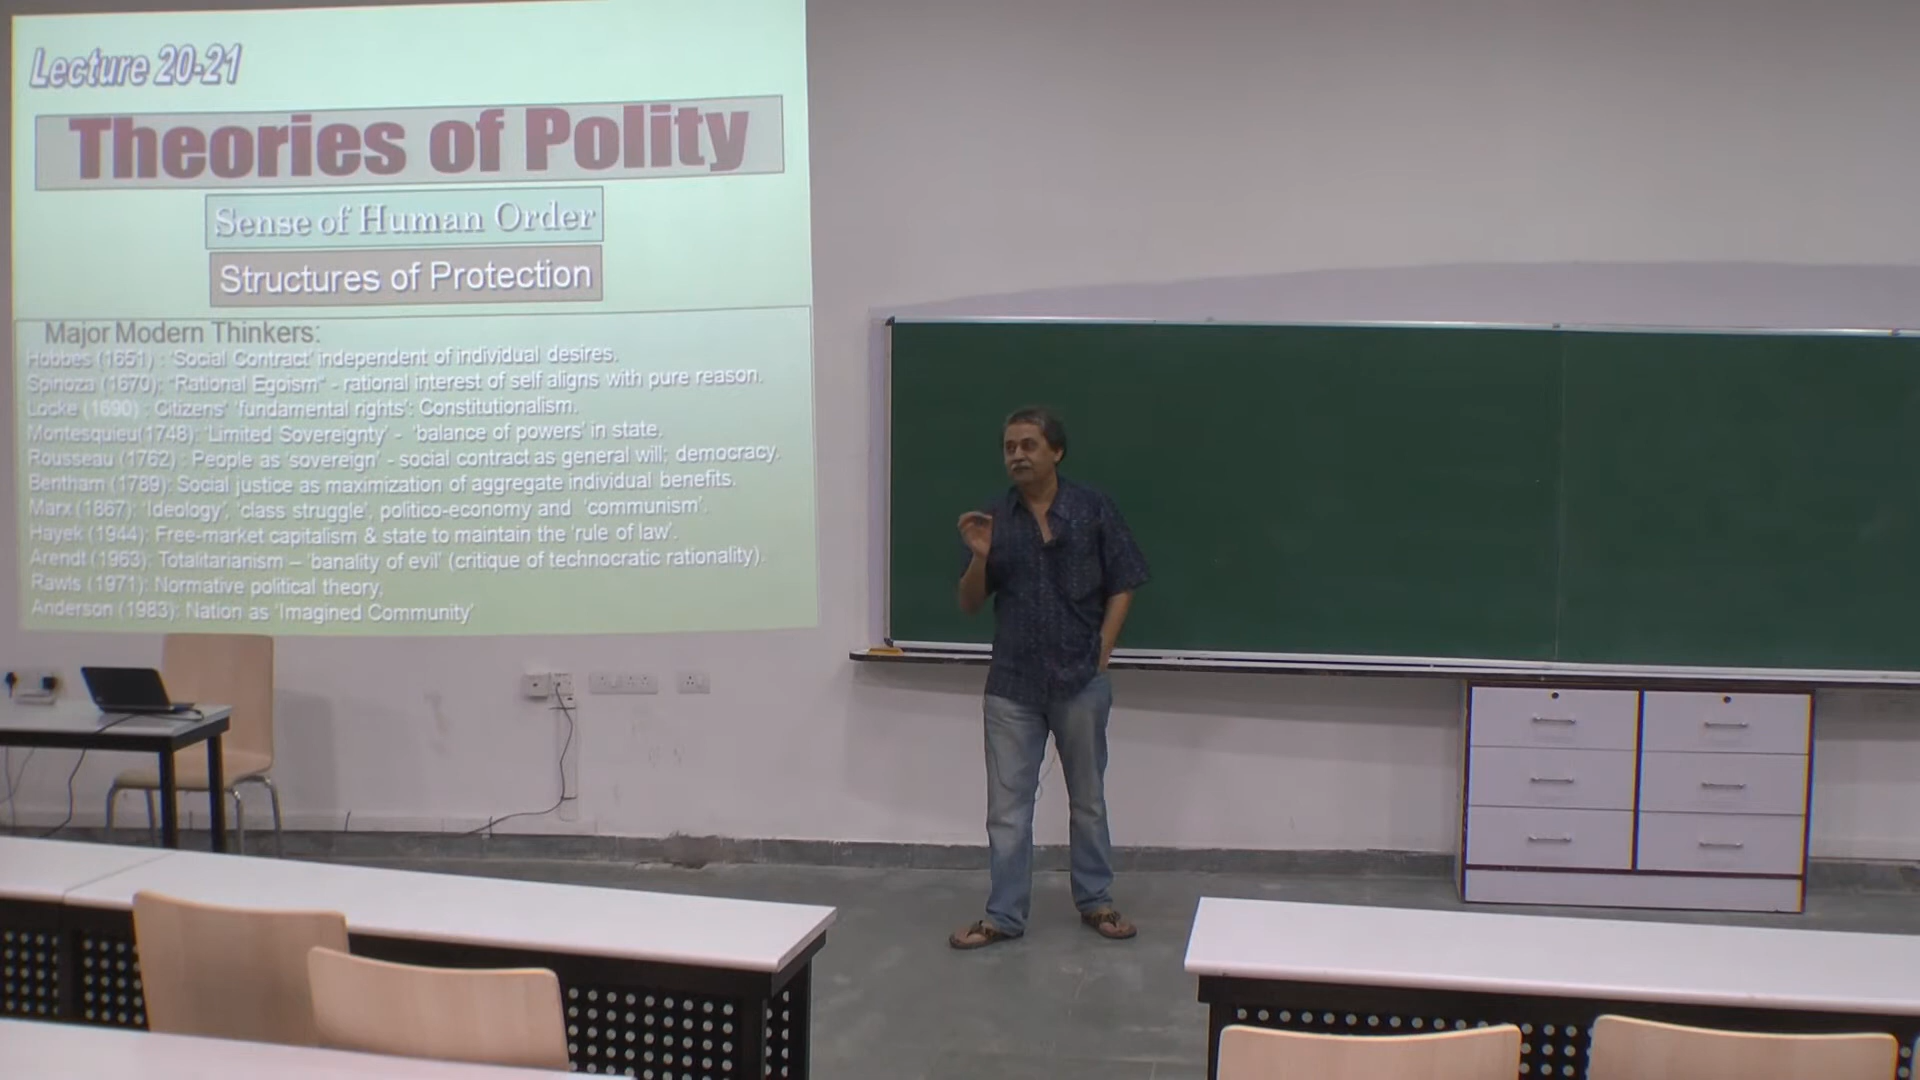 Lecture 20-21
Theories of Polity
Sense of Human Order
Structures of Protection
Major Modern Thinkers:
Hobbes (1651) : 'Social Contract' independent of individual desires.
Spinoza (1670): "Rational Egoism" - rational interest of self aligns with pure reason.
Locke (1690) : Citizens' 'fundamental rights': Constitutionalism.
Montesquieu(1748): 'Limited Sovereignty' - 'balance of powers' in state.
Rousseau (1762) : People as 'sovereign' - social contract as general will; democracy.
Bentham (1789): Social justice as maximization of aggregate individual benefits.
Marx (1867): 'Ideology', 'class struggle', politico-economy and 'communism'.
Hayek (1944): Free-market capitalism & state to maintain the 'rule of law'.
Arendt (1963): Totalitarianism – 'banality of evil' (critique of technocratic rationality).
Rawls (1971): Normative political theory,
Anderson (1983): Nation as 'Imagined Community'